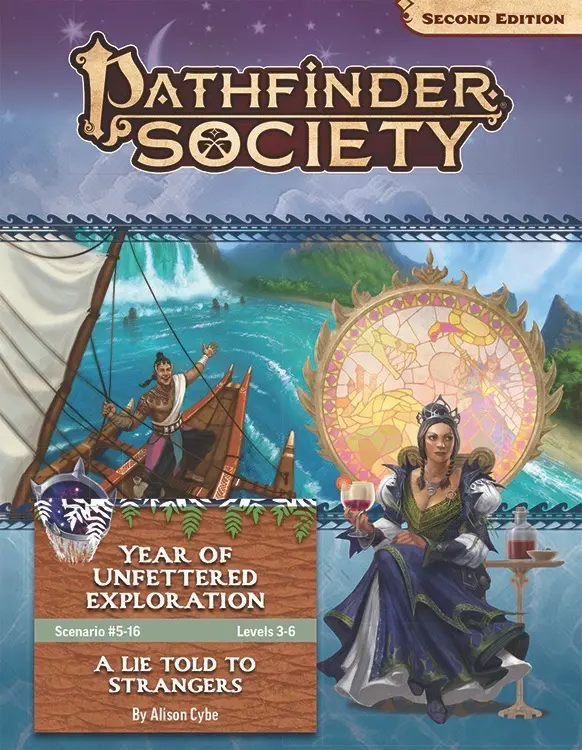 SECOND EDITION
PATHFINDER
SOCIETY
YEAR OF
UNFETTERED
EXPLORATION
Scenario #5-16 Levels 3-6
A LIE TOLD TO
STRANGERS
By Alison Cybe